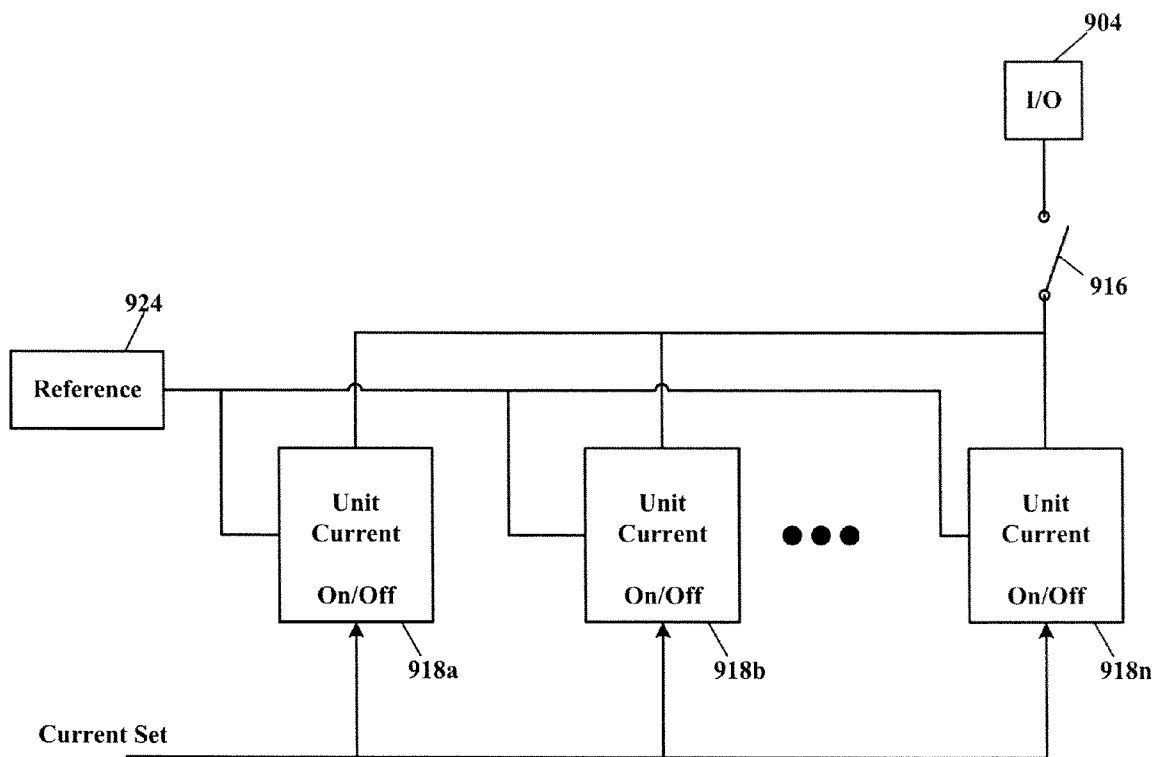 904
I/O
916
924
Reference
Unit
Current
On/Off
918a
Unit
Current
On/Off
918b
Unit
Current
On/Off
918n
Current Set